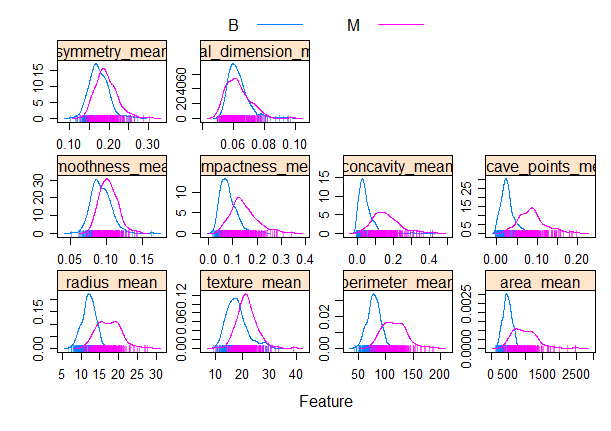 B M
symmetry_mean al_dimension_m
0 5 10 15 0 20 40 60
0.10 0.20 0.30 0.06 0.08 0.10
moothness_mea mpactness_mea concavity_mean cave_points_me
0 10 20 30 0 5 10 0 5 10 15 0 5 15 25
0.05 0.10 0.15 0.0 0.1 0.2 0.3 0.4 0.0 0.2 0.4 0.00 0.10 0.20
radius_mean texture_mean perimeter_mean area_mean
0.00 0.05 0.15 0.00 0.06 0.12 0.00 0.02 0.0000 0.0025
5 10 15 20 25 30 10 20 30 40 50 100 150 200 0 500 1500 2500
Feature